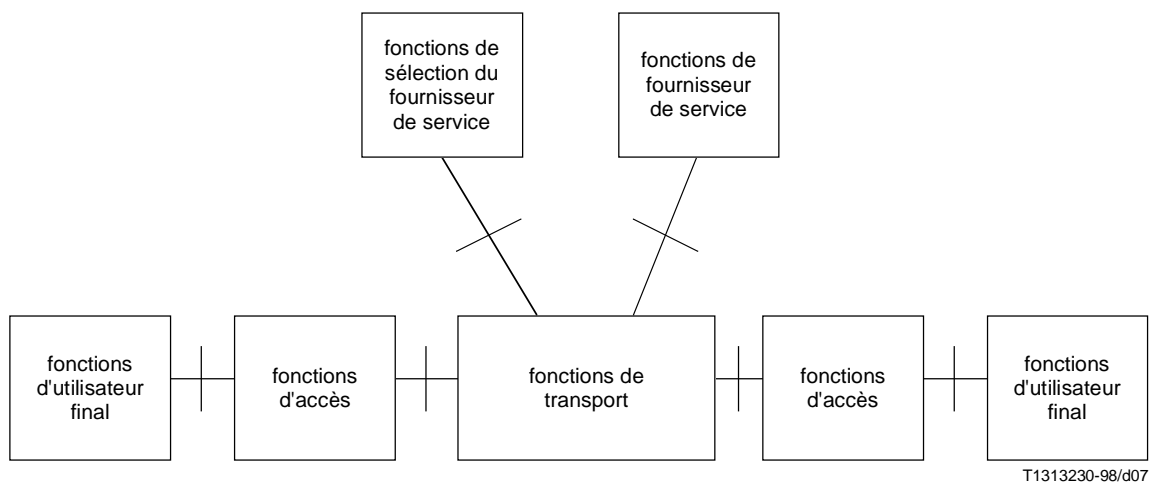 fonctions de
sélection du
fournisseur
de service
fonctions de
fournisseur
de service
fonctions
d'utilisateur
final
fonctions
d'accès
fonctions de
transport
fonctions
d'accès
fonctions
d'utilisateur
final
T1313230-98/d07